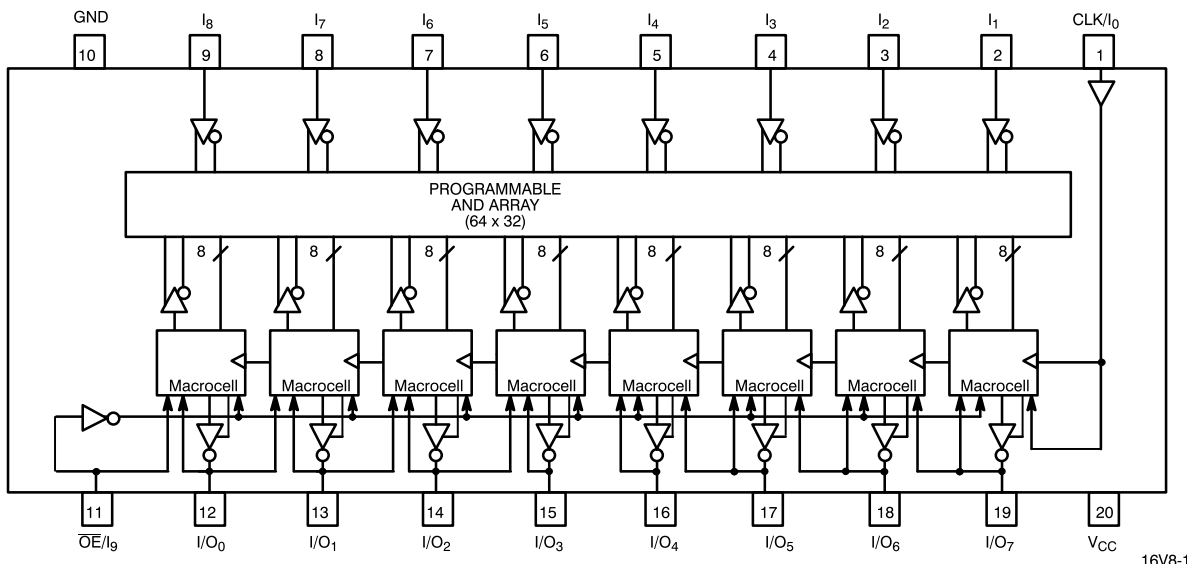 GND I8 I7 I6 I5 I4 I3 I2 I1 CLK/I0
10 9 8 7 6 5 4 3 2 1
PROGRAMMABLE
AND ARRAY
(64 x 32)
8 8 8 8 8 8 8 8
Macrocell Macrocell Macrocell Macrocell Macrocell Macrocell Macrocell Macrocell
11 12 13 14 15 16 17 18 19 20
O̅E̅/I9 I/O0 I/O1 I/O2 I/O3 I/O4 I/O5 I/O6 I/O7 VCC
16V8-1